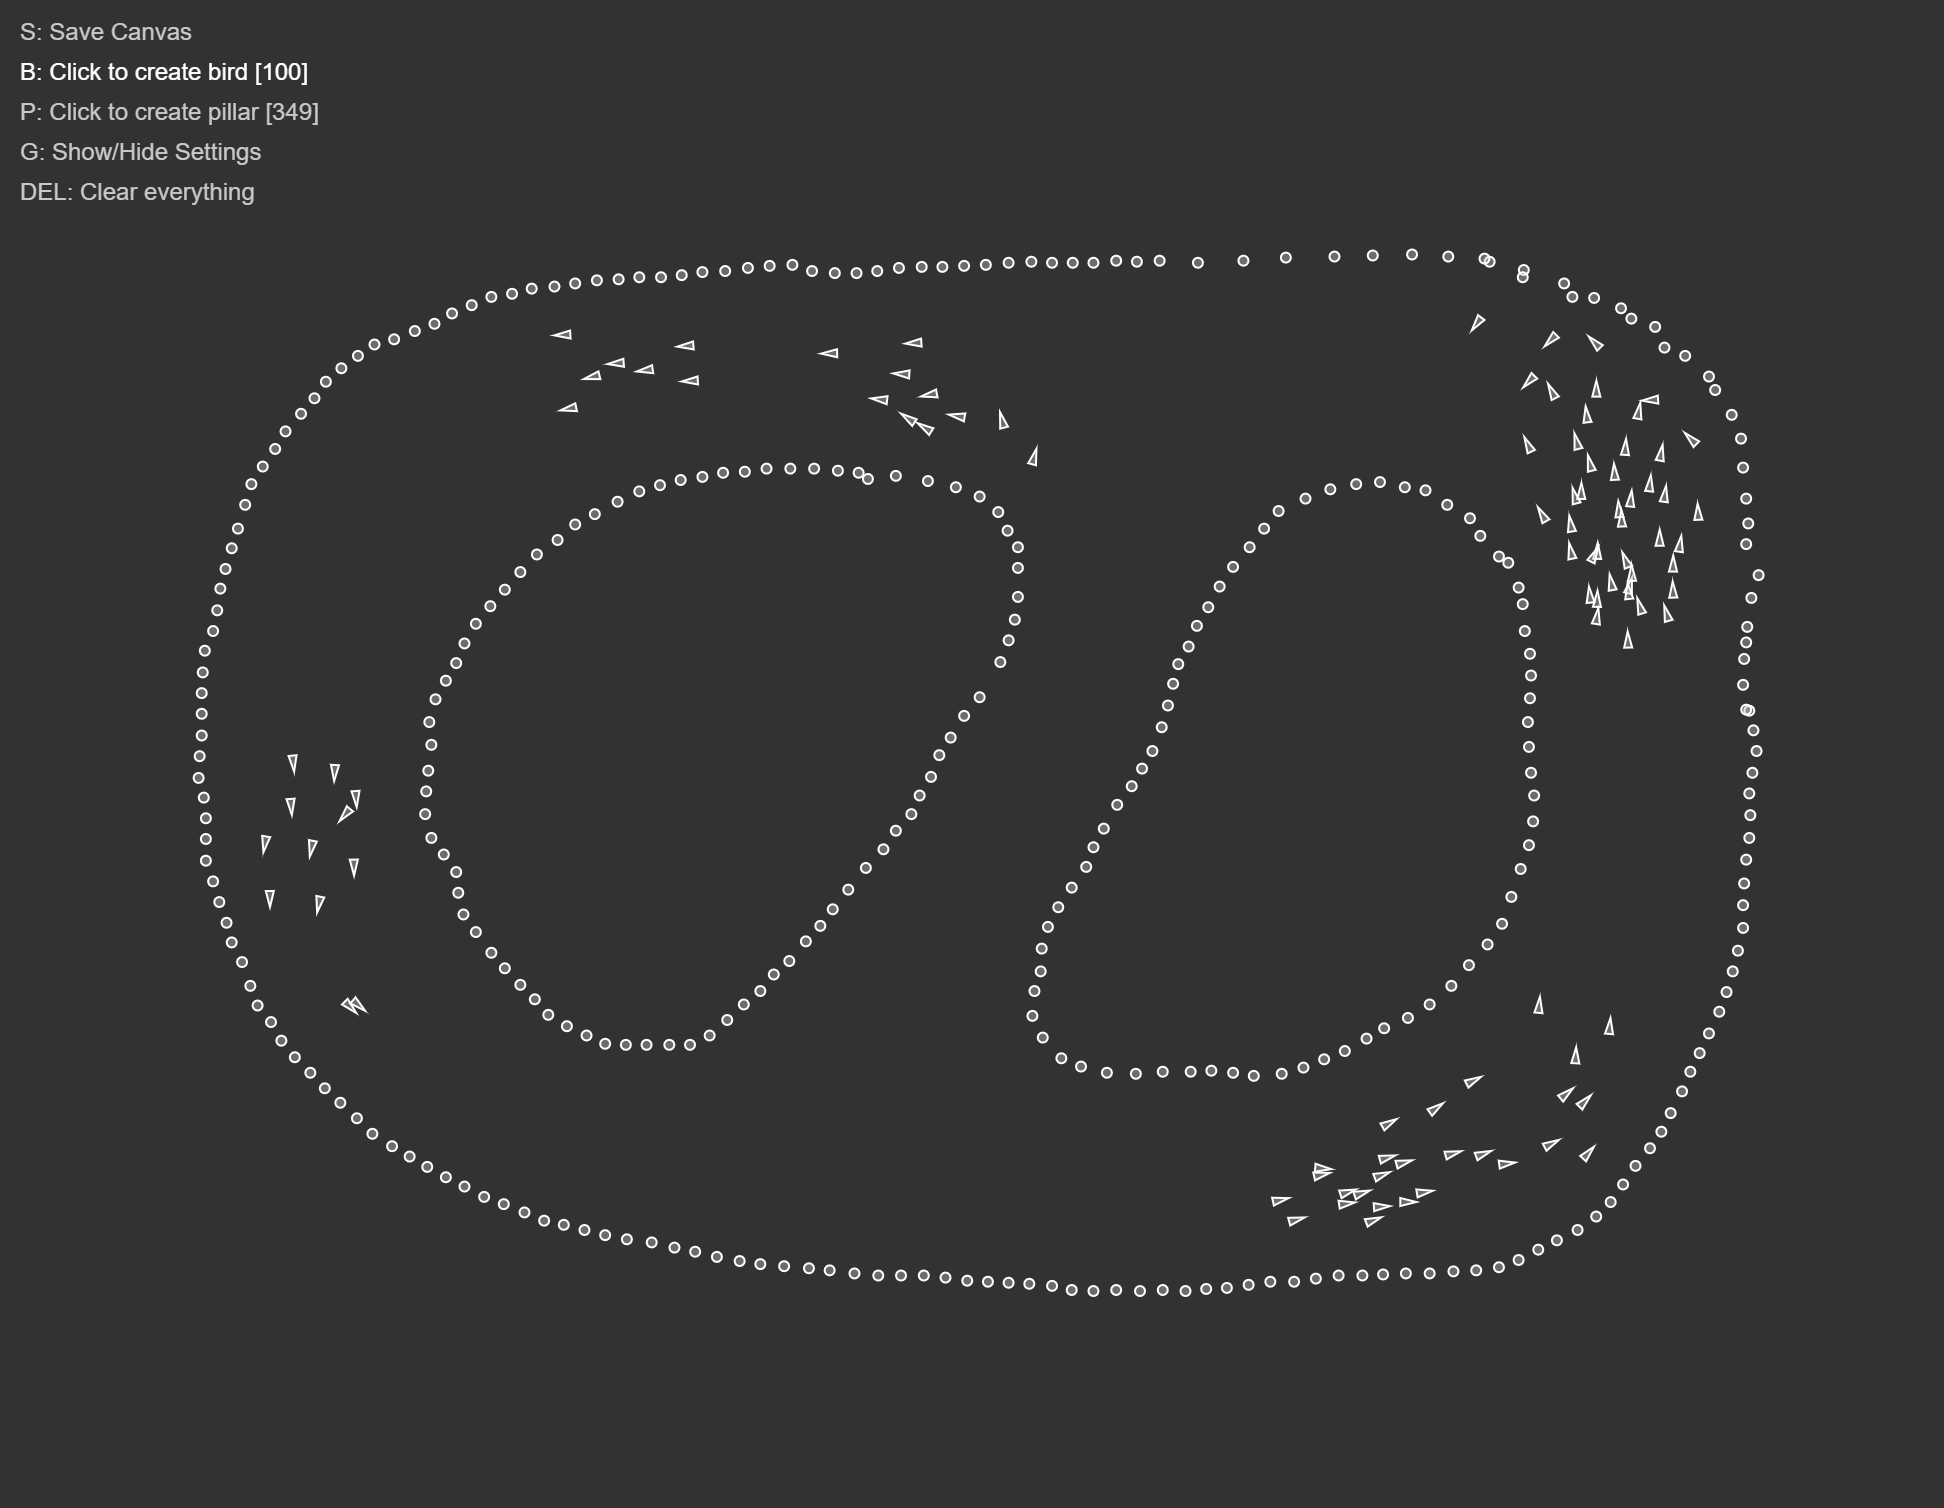 S: Save Canvas
B: Click to create bird [100]
P: Click to create pillar [349]
G: Show/Hide Settings
DEL: Clear everything